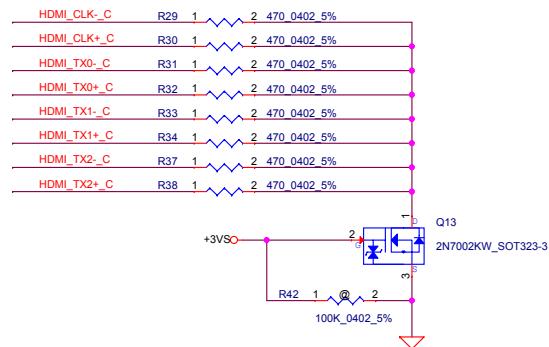 HDMI_CLK-_C R29 1 2 470_0402_5%
HDMI_CLK+_C R30 1 2 470_0402_5%
HDMI_TX0-_C R31 1 2 470_0402_5%
HDMI_TX0+_C R32 1 2 470_0402_5%
HDMI_TX1-_C R33 1 2 470_0402_5%
HDMI_TX1+_C R34 1 2 470_0402_5%
HDMI_TX2-_C R37 1 2 470_0402_5%
HDMI_TX2+_C R38 1 2 470_0402_5%
1 D Q13
+3VS 2 G 2N7002KW_SOT323-3
S
3
R42 1 @ 2
100K_0402_5%